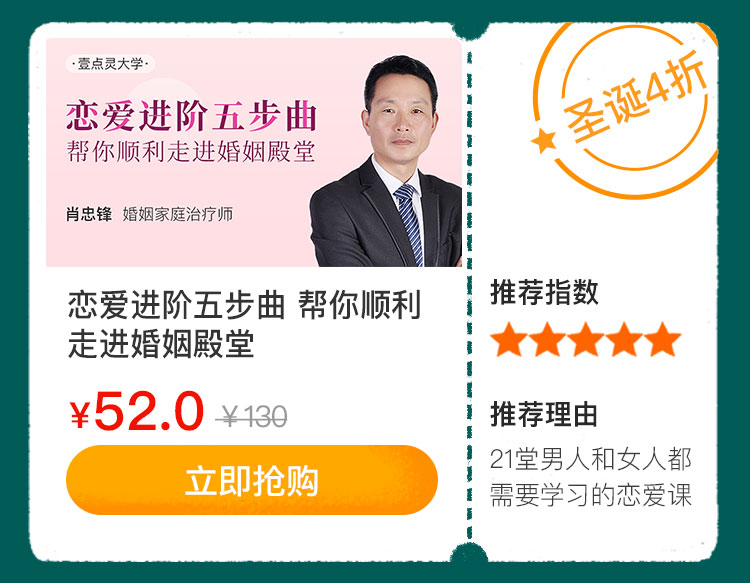 ·壹点灵大学·
恋爱进阶五步曲
帮你顺利走进婚姻殿堂
肖忠锋 婚姻家庭治疗师
恋爱进阶五步曲 帮你顺利
走进婚姻殿堂
¥52.0 ¥130
立即抢购
圣诞4折
推荐指数
推荐理由
21堂男人和女人都
需要学习的恋爱课